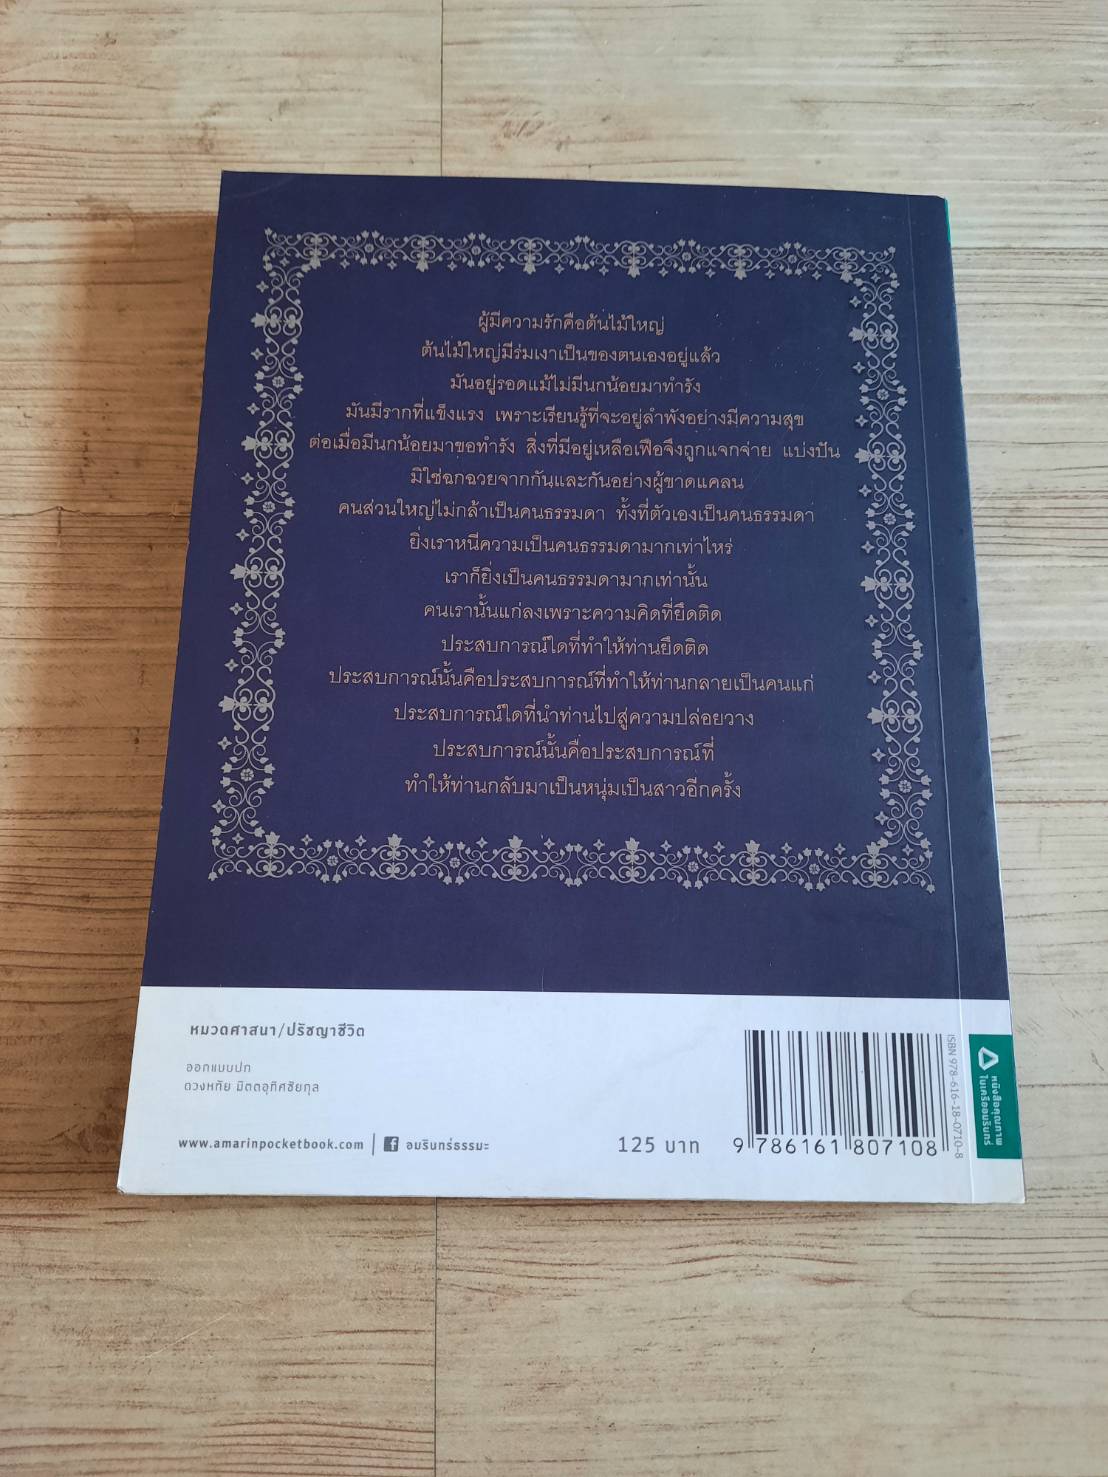 ผู้มีความรักคือต้นไม้ใหญ่
ต้นไม้ใหญ่มีร่มเงาเป็นของตนเองอยู่แล้ว
มันอยู่รอดแม้ไม่มีนกน้อยมาทำรัง
มันมีรากที่แข็งแรง เพราะเรียนรู้ที่จะอยู่ลำพังอย่างมีความสุข
ต่อเมื่อมีนกน้อยมาขอทำรัง สิ่งที่มีอยู่เหลือเฟือจึงถูกแจกจ่าย แบ่งปัน
มิใช่ฉกฉวยจากกันและกันอย่างผู้ขาดแคลน
คนส่วนใหญ่ไม่กล้าเป็นคนธรรมดา ทั้งที่ตัวเองเป็นคนธรรมดา
ยิ่งเราหนีความเป็นคนธรรมดามากเท่าไหร่
เราก็ยิ่งเป็นคนธรรมดามากเท่านั้น
คนเรานั้นแก่ลงเพราะความคิดที่ยึดติด
ประสบการณ์ใดที่ทำให้ท่านยึดติด
ประสบการณ์นั้นคือประสบการณ์ที่ทำให้ท่านกลายเป็นคนแก่
ประสบการณ์ใดที่นำท่านไปสู่ความปล่อยวาง
ประสบการณ์นั้นคือประสบการณ์ที่
ทำให้ท่านกลับมาเป็นหนุ่มเป็นสาวอีกครั้ง
หมวดศาสนา/ปรัชญาชีวิต
ออกแบบปก
ดวงหทัย มิตตอุทิศชัยกุล
www.amarinpocketbook.com | f อมรินทร์ธรรมะ
125 บาท
9 786161 807108
ISBN 978-616-18-0710-8
หนังสือคุณภาพ
ในเครืออมรินทร์